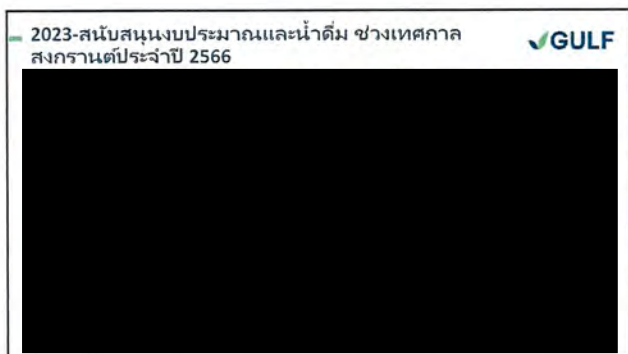 2023-สนับสนุนงบประมาณและน้ำดื่ม ช่วงเทศกาล
สงกรานต์ประจำปี 2566
GULF